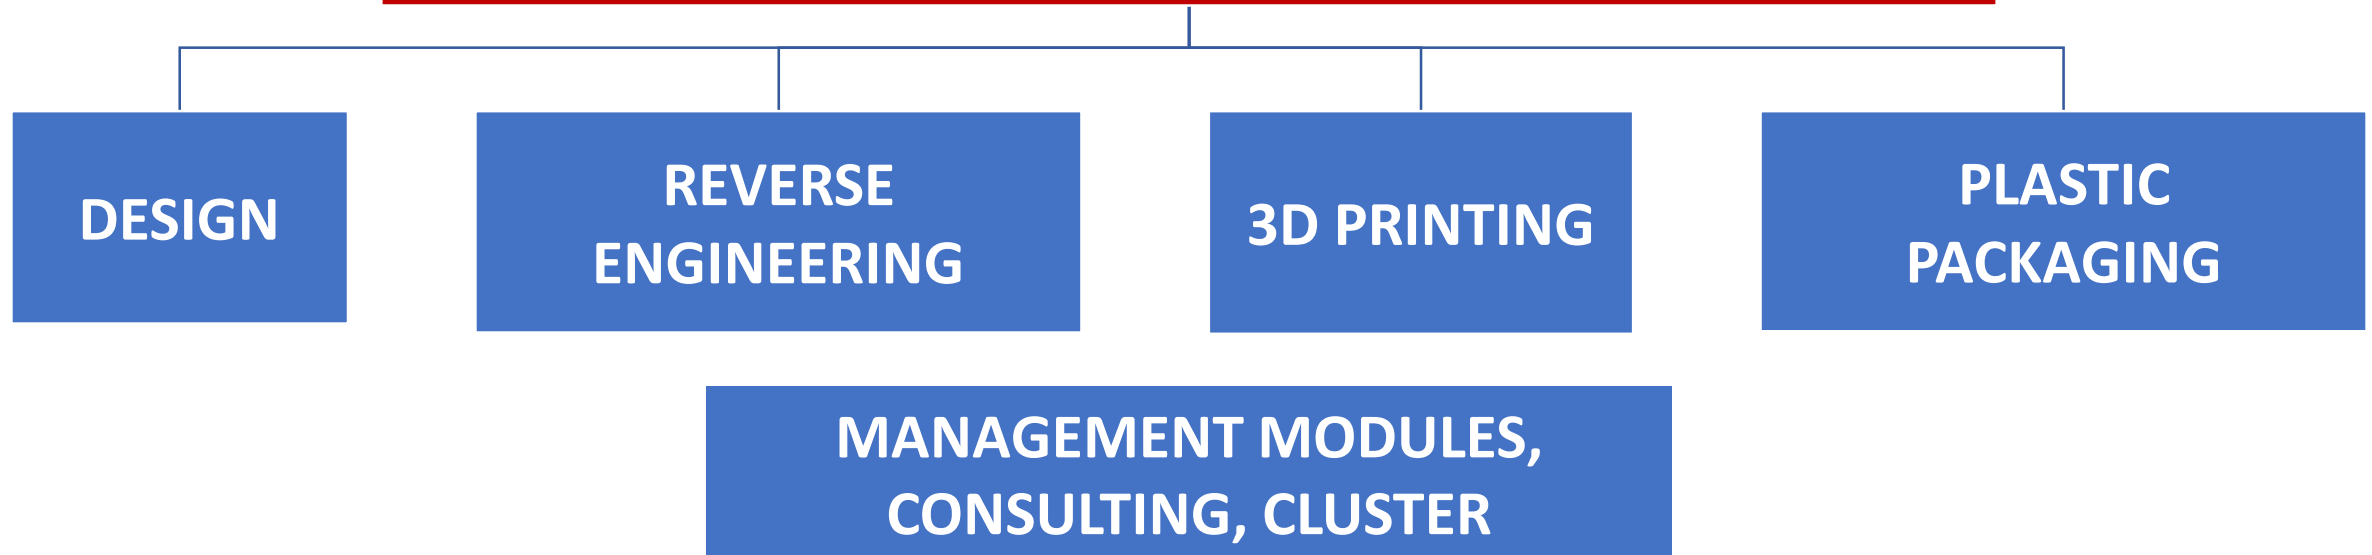 DESIGN
REVERSE
ENGINEERING
3D PRINTING
PLASTIC
PACKAGING
MANAGEMENT MODULES,
CONSULTING, CLUSTER